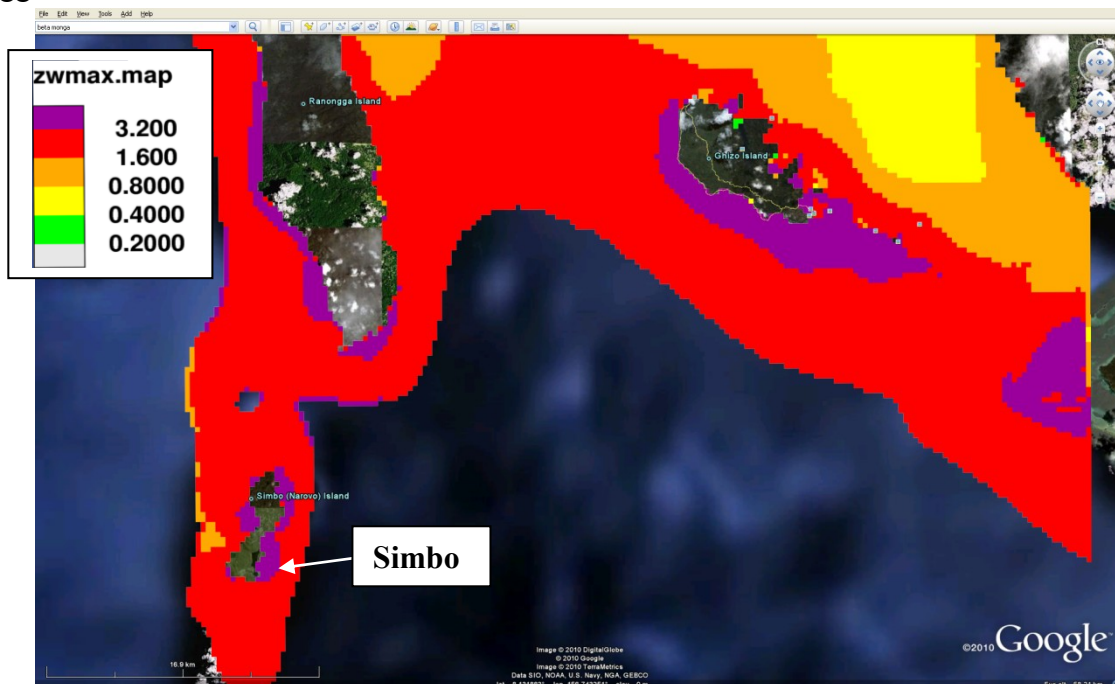 File Edit View Tools Add Help
beta monga
zwmax.map
3.200
1.600
0.8000
0.4000
0.2000
Ranongga Island
Ghizo Island
Simbo (Narovo) Island
Simbo
16.9 km
Image © 2010 DigitalGlobe
© 2010 Google
Image © 2010 TerraMetrics
Data SIO, NOAA, U.S. Navy, NGA, GEBCO
©2010 Google